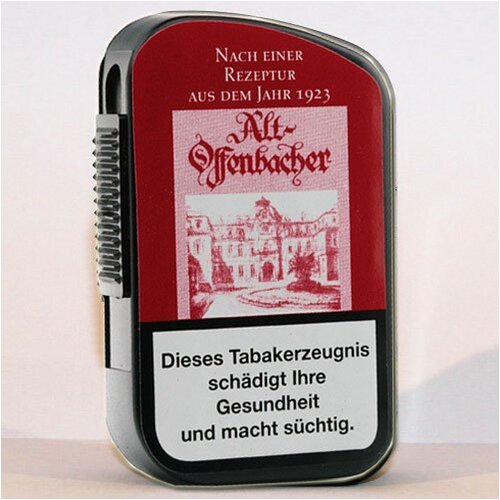 NACH EINER
REZEPTUR
AUS DEM JAHR 1923
Alt-
Offenbacher
Dieses Tabakerzeugnis
schädigt Ihre
Gesundheit
und macht süchtig.